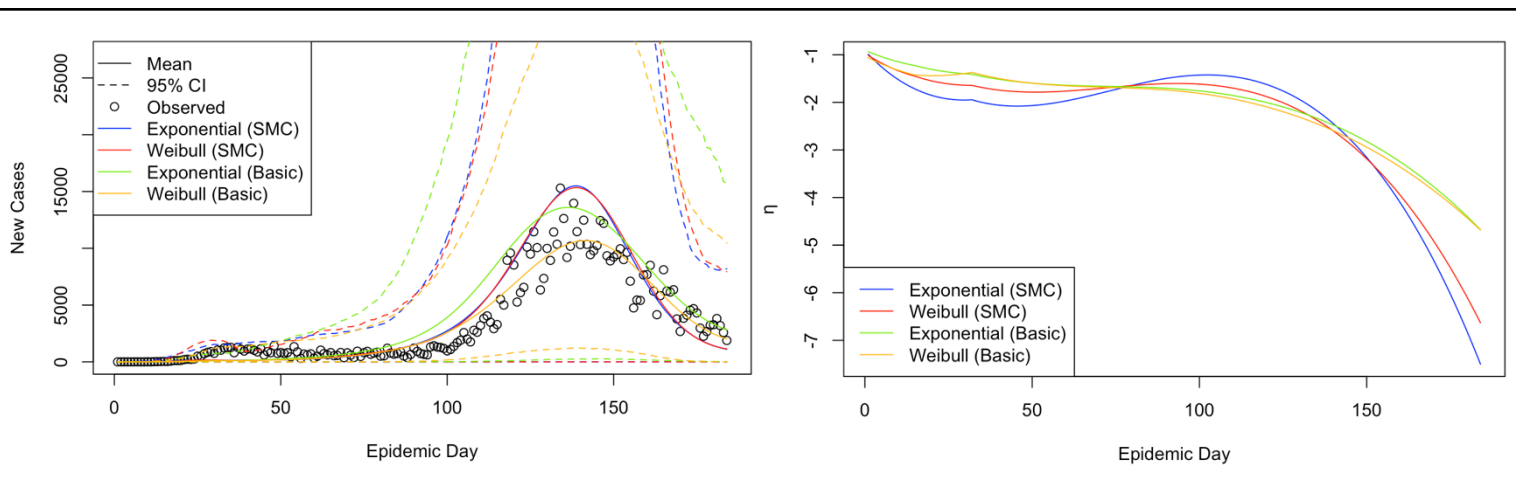 Mean
95% CI
Observed
Exponential (SMC)
Weibull (SMC)
Exponential (Basic)
Weibull (Basic)
New Cases
25000
15000
5000
0
0 50 100 150
Epidemic Day
η
-1
-2
-3
-4
-5
-6
-7
Exponential (SMC)
Weibull (SMC)
Exponential (Basic)
Weibull (Basic)
0 50 100 150
Epidemic Day